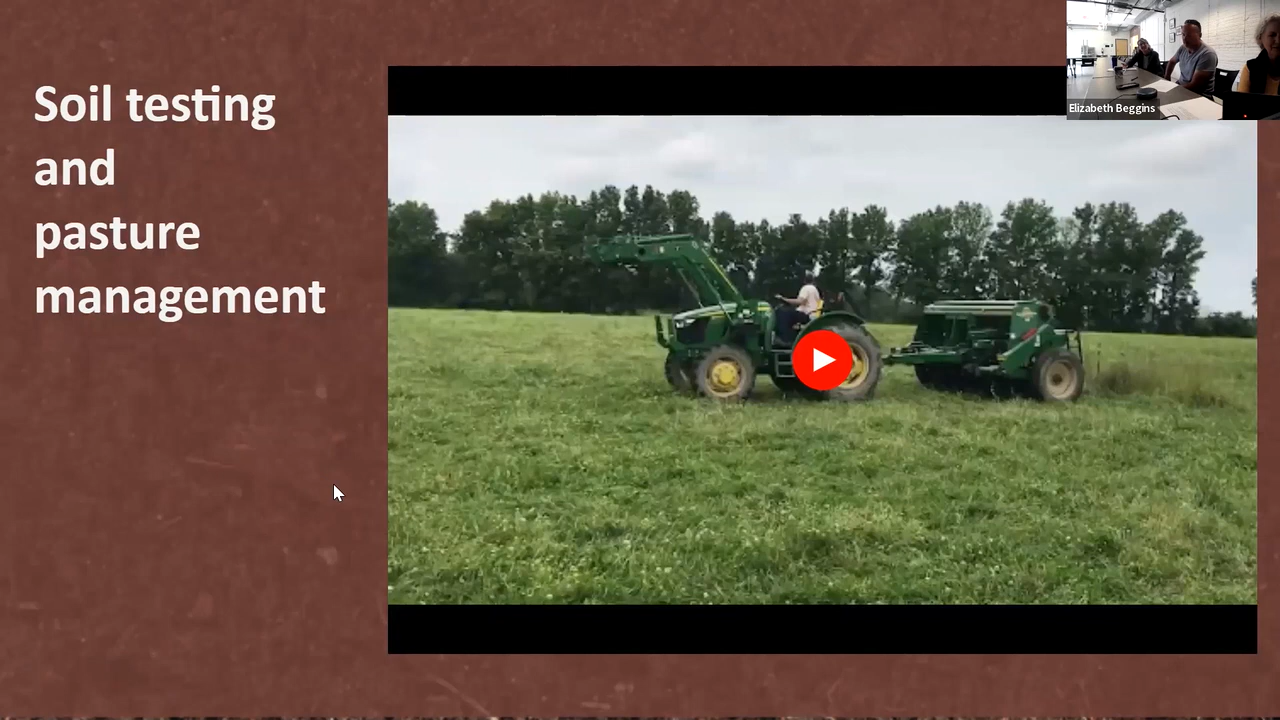 Soil testing
and
pasture
management
Elizabeth Beggins